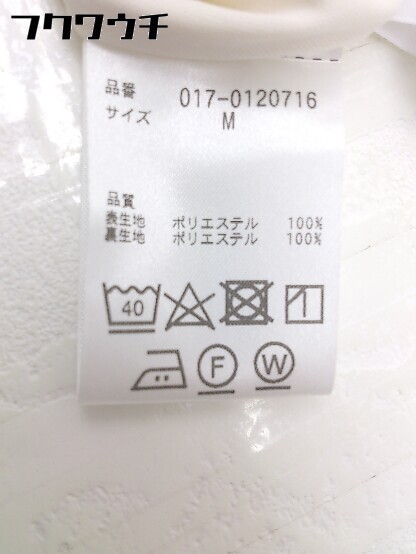 フクワウチ
品番 017-0120716
サイズ M
品質
表生地 ポリエステル 100%
裏生地 ポリエステル 100%
40
F W